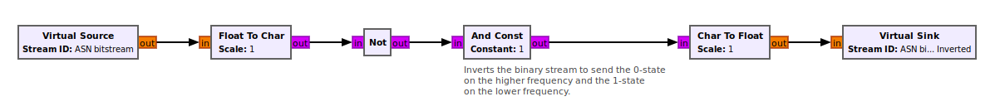 Virtual Source
Stream ID: ASN bitstream
out
in
Float To Char
Scale: 1
out
in
Not
out
in
And Const
Constant: 1
out
in
Char To Float
Scale: 1
out
in
Virtual Sink
Stream ID: ASN bi... Inverted
Inverts the binary stream to send the 0-state
on the higher frequency and the 1-state
on the lower frequency.